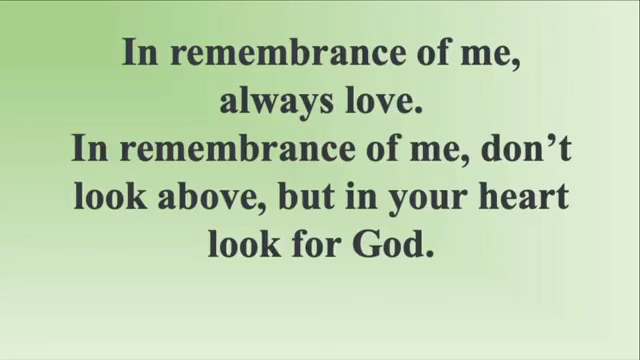 In remembrance of me,
always love.
In remembrance of me, don’t
look above, but in your heart
look for God.